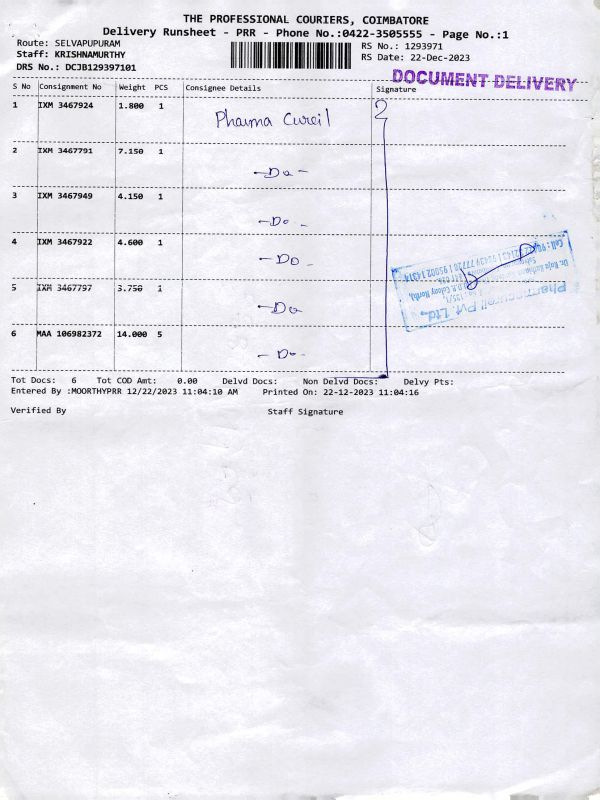 THE PROFESSIONAL COURIERS, COIMBATORE
Delivery Runsheet - PRR - Phone No.:0422-3505555 - Page No.:1
Route: SELVAPUPURAM
Staff: KRISHNAMURTHY
DRS No.: DCJB129397101
RS No.: 1293971
RS Date: 22-Dec-2023
DOCUMENT DELIVERY
S No Consignment No Weight PCS Consignee Details Signature
1 IXM 3467924 1.800 1 Pharma Cureil
2 IXM 3467791 7.150 1 -Do-
3 IXM 3467949 4.150 1 -Do-
4 IXM 3467922 4.600 1 -Do-
5 IXM 3467797 3.750 1 -Do
6 MAA 106982372 14.000 5 -Do-
Pvt. Ltd.,
Tot Docs: 6 Tot COD Amt: 0.00 Delvd Docs: Non Delvd Docs: Delvy Pts:
Entered By :MOORTHYPRR 12/22/2023 11:04:10 AM Printed On: 22-12-2023 11:04:16
Verified By Staff Signature